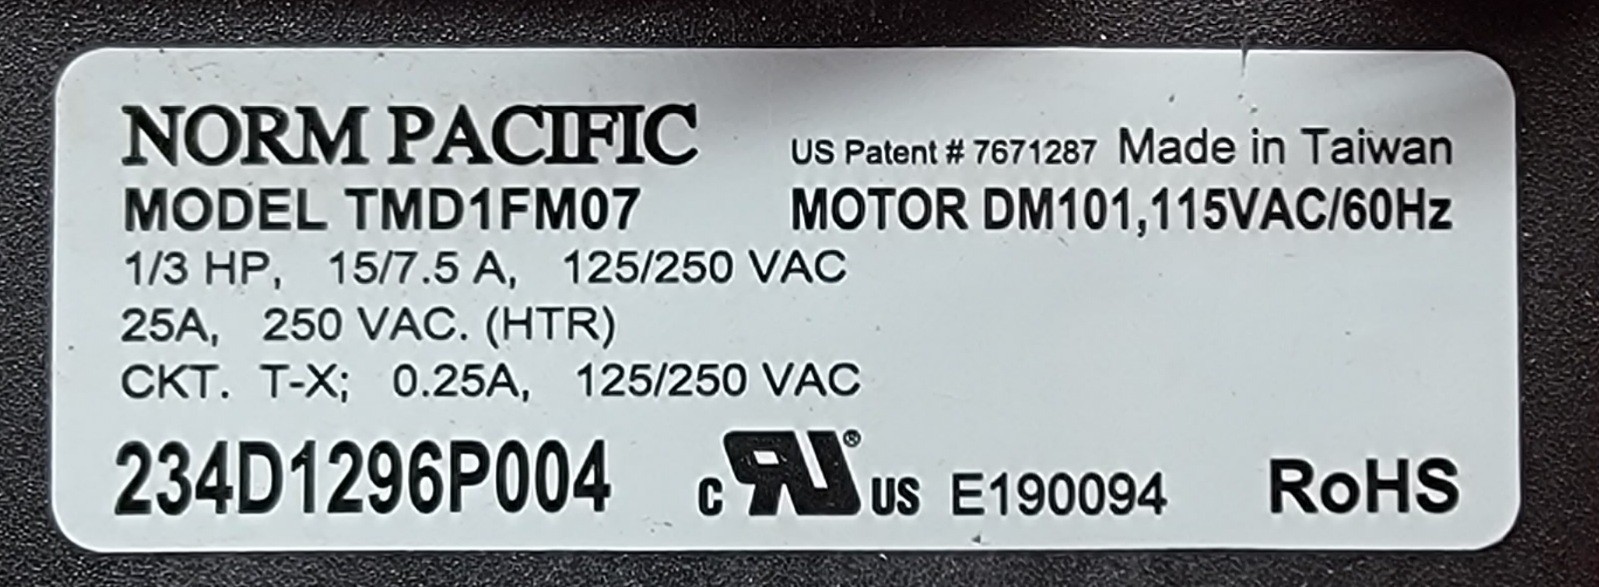 NORM PACIFIC US Patent # 7671287 Made in Taiwan
MODEL TMD1FM07 MOTOR DM101,115VAC/60Hz
1/3 HP, 15/7.5 A, 125/250 VAC
25A, 250 VAC. (HTR)
CKT. T-X; 0.25A, 125/250 VAC
234D1296P004 c RU® US E190094 RoHS